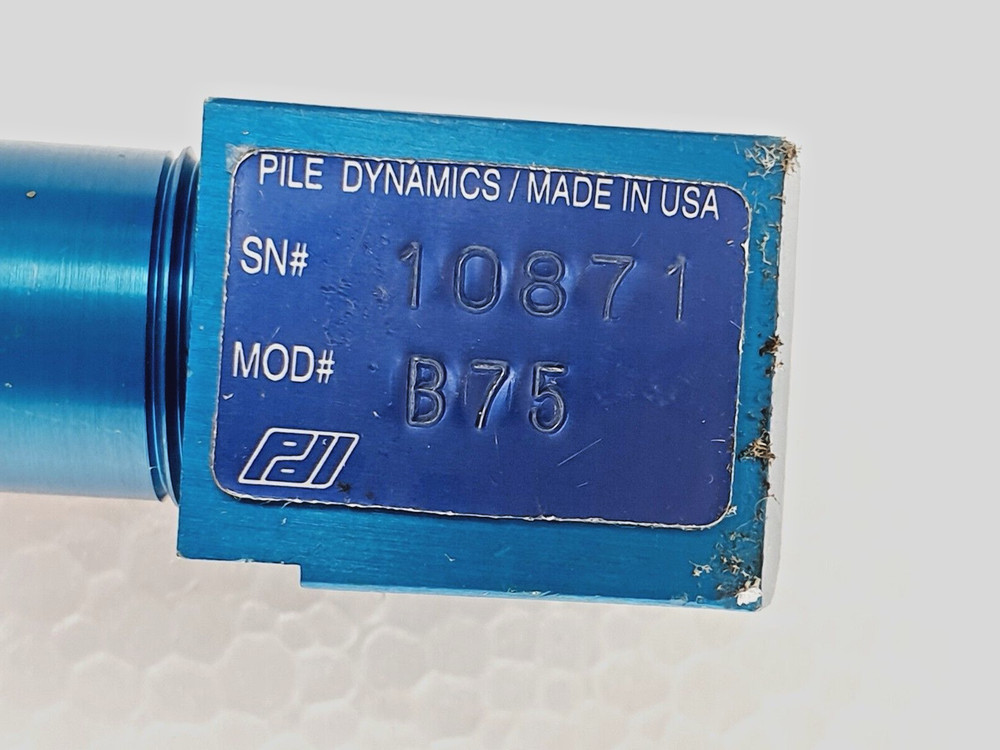 PILE DYNAMICS / MADE IN USA
SN# 10871
MOD# B75
PDI